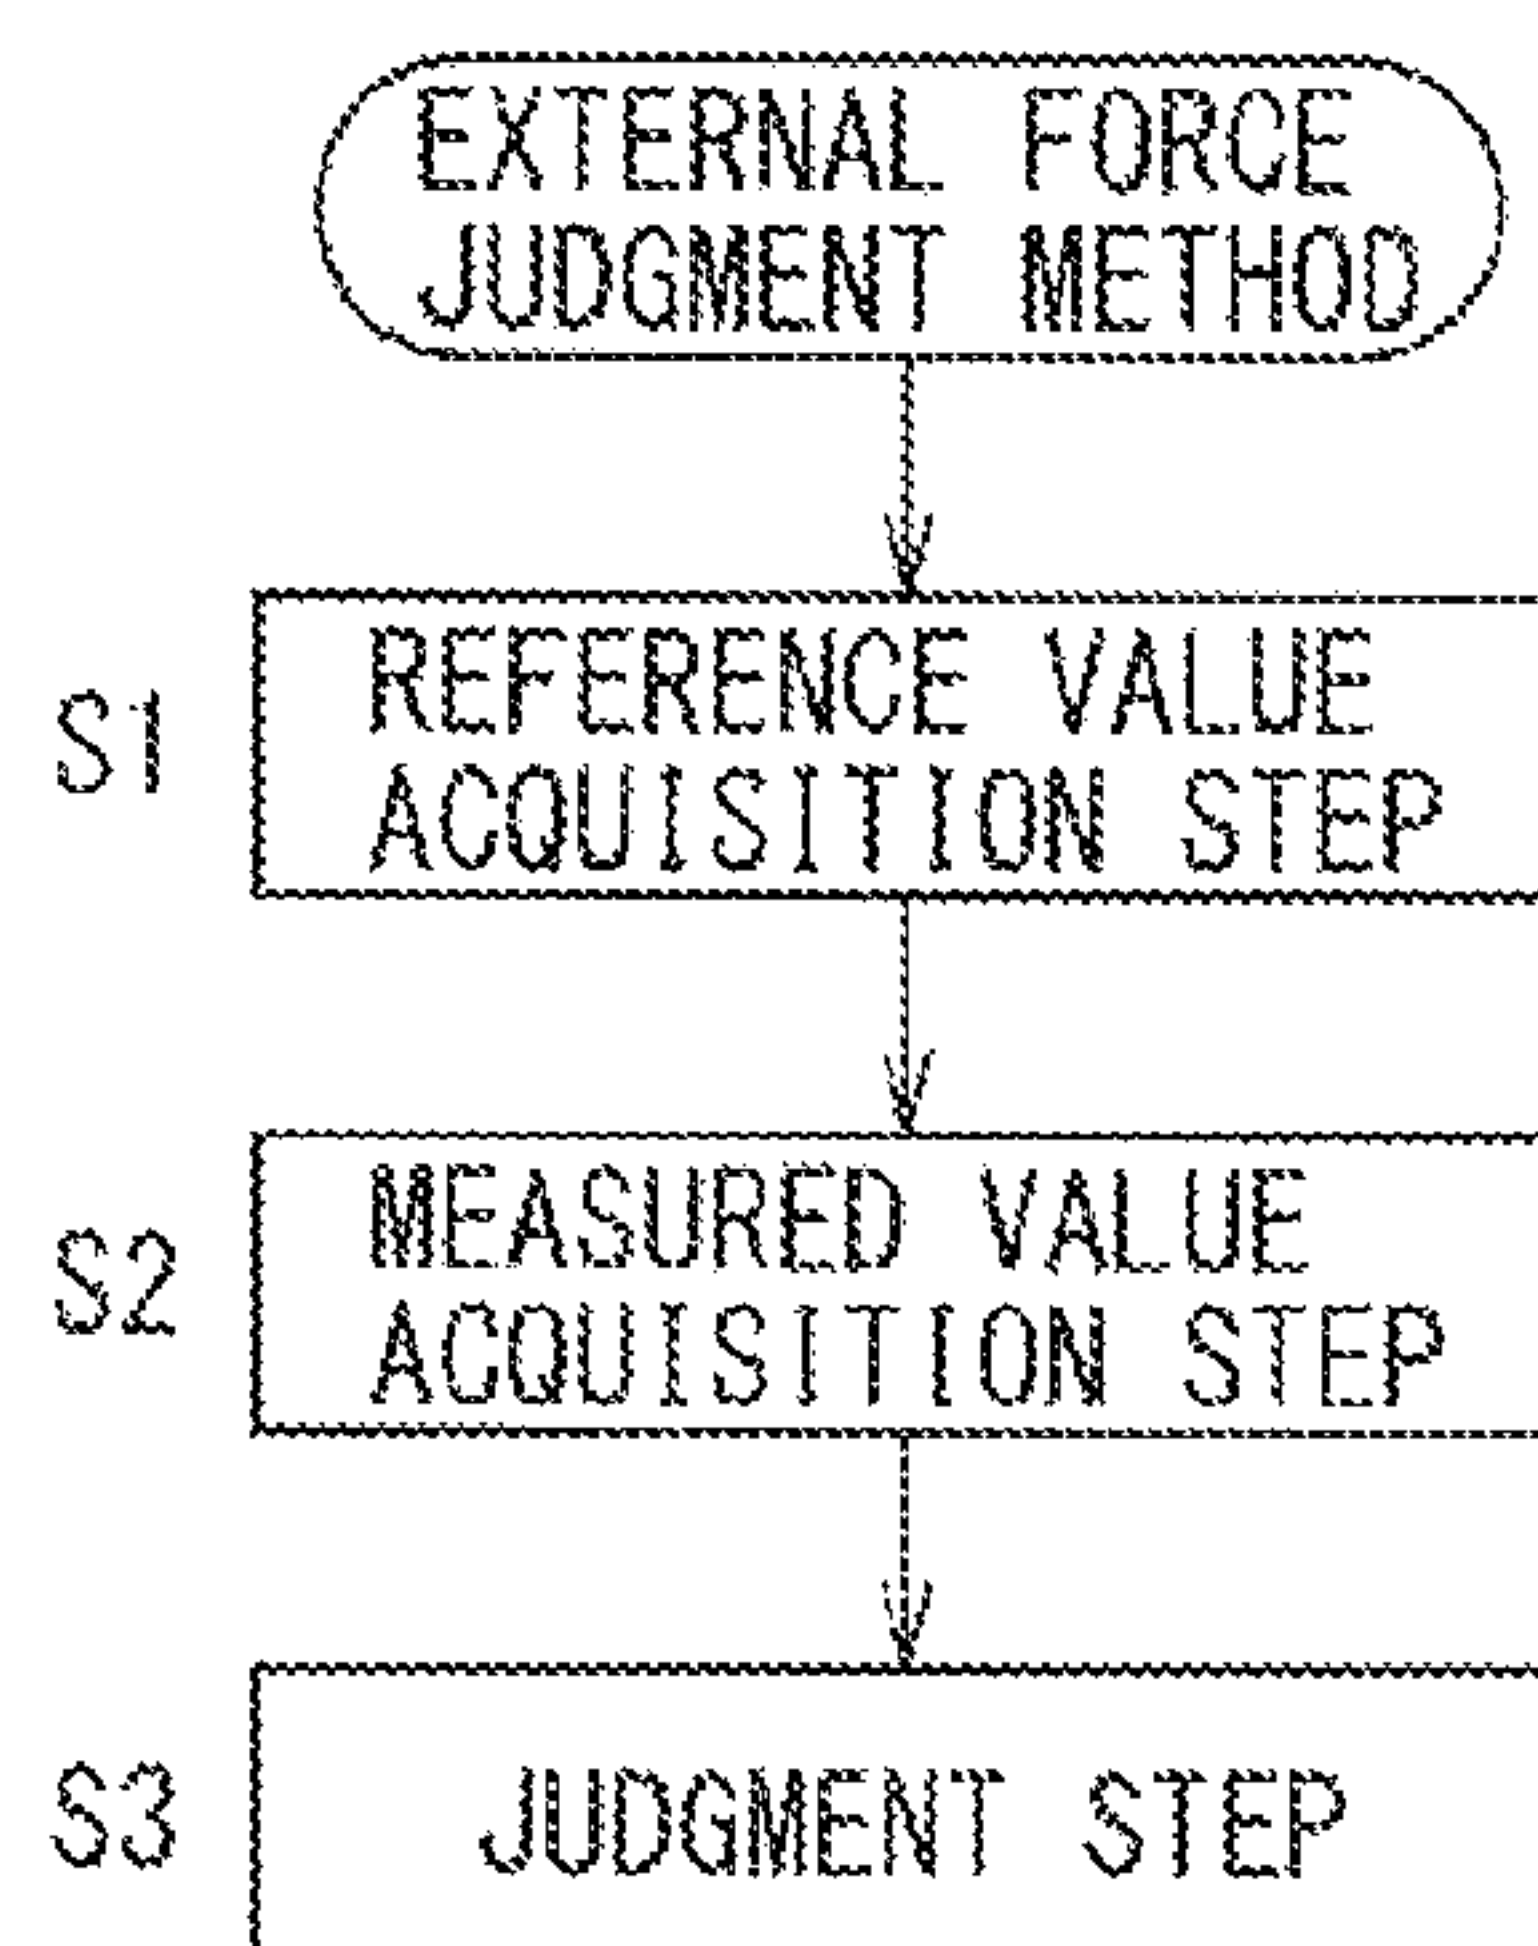 EXTERNAL FORCE
JUDGMENT METHOD
S1
REFERENCE VALUE
ACQUISITION STEP
S2
MEASURED VALUE
ACQUISITION STEP
S3
JUDGMENT STEP